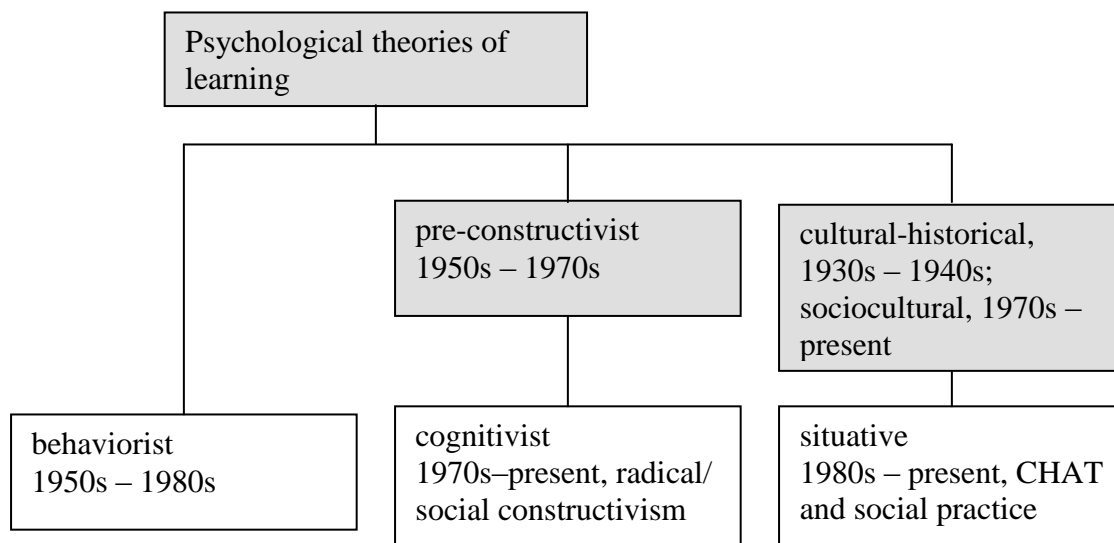 Psychological theories of
learning
pre-constructivist
1950s – 1970s
cultural-historical,
1930s – 1940s;
sociocultural, 1970s –
present
behaviorist
1950s – 1980s
cognitivist
1970s–present, radical/
social constructivism
situative
1980s – present, CHAT
and social practice